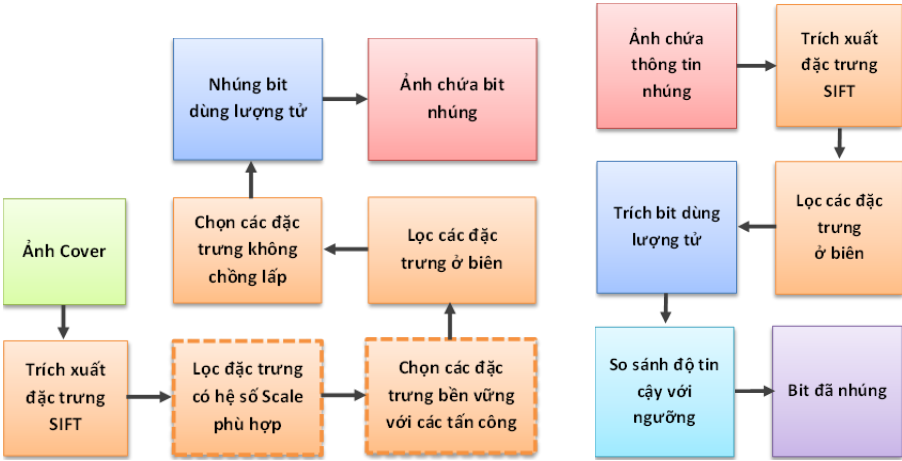 Nhúng bit
dùng lượng tử
Ảnh chứa bit
nhúng
Ảnh Cover
Chọn các đặc
trưng không
chồng lấp
Lọc các đặc
trưng ở biên
Trích xuất
đặc trưng
SIFT
Lọc đặc trưng
có hệ số Scale
phù hợp
Chọn các đặc
trưng bền vững
với các tấn công
Ảnh chứa
thông tin
nhúng
Trích xuất
đặc trưng
SIFT
Trích bit dùng
lượng tử
Lọc các đặc
trưng
ở biên
So sánh độ tin
cậy với
ngưỡng
Bit đã nhúng